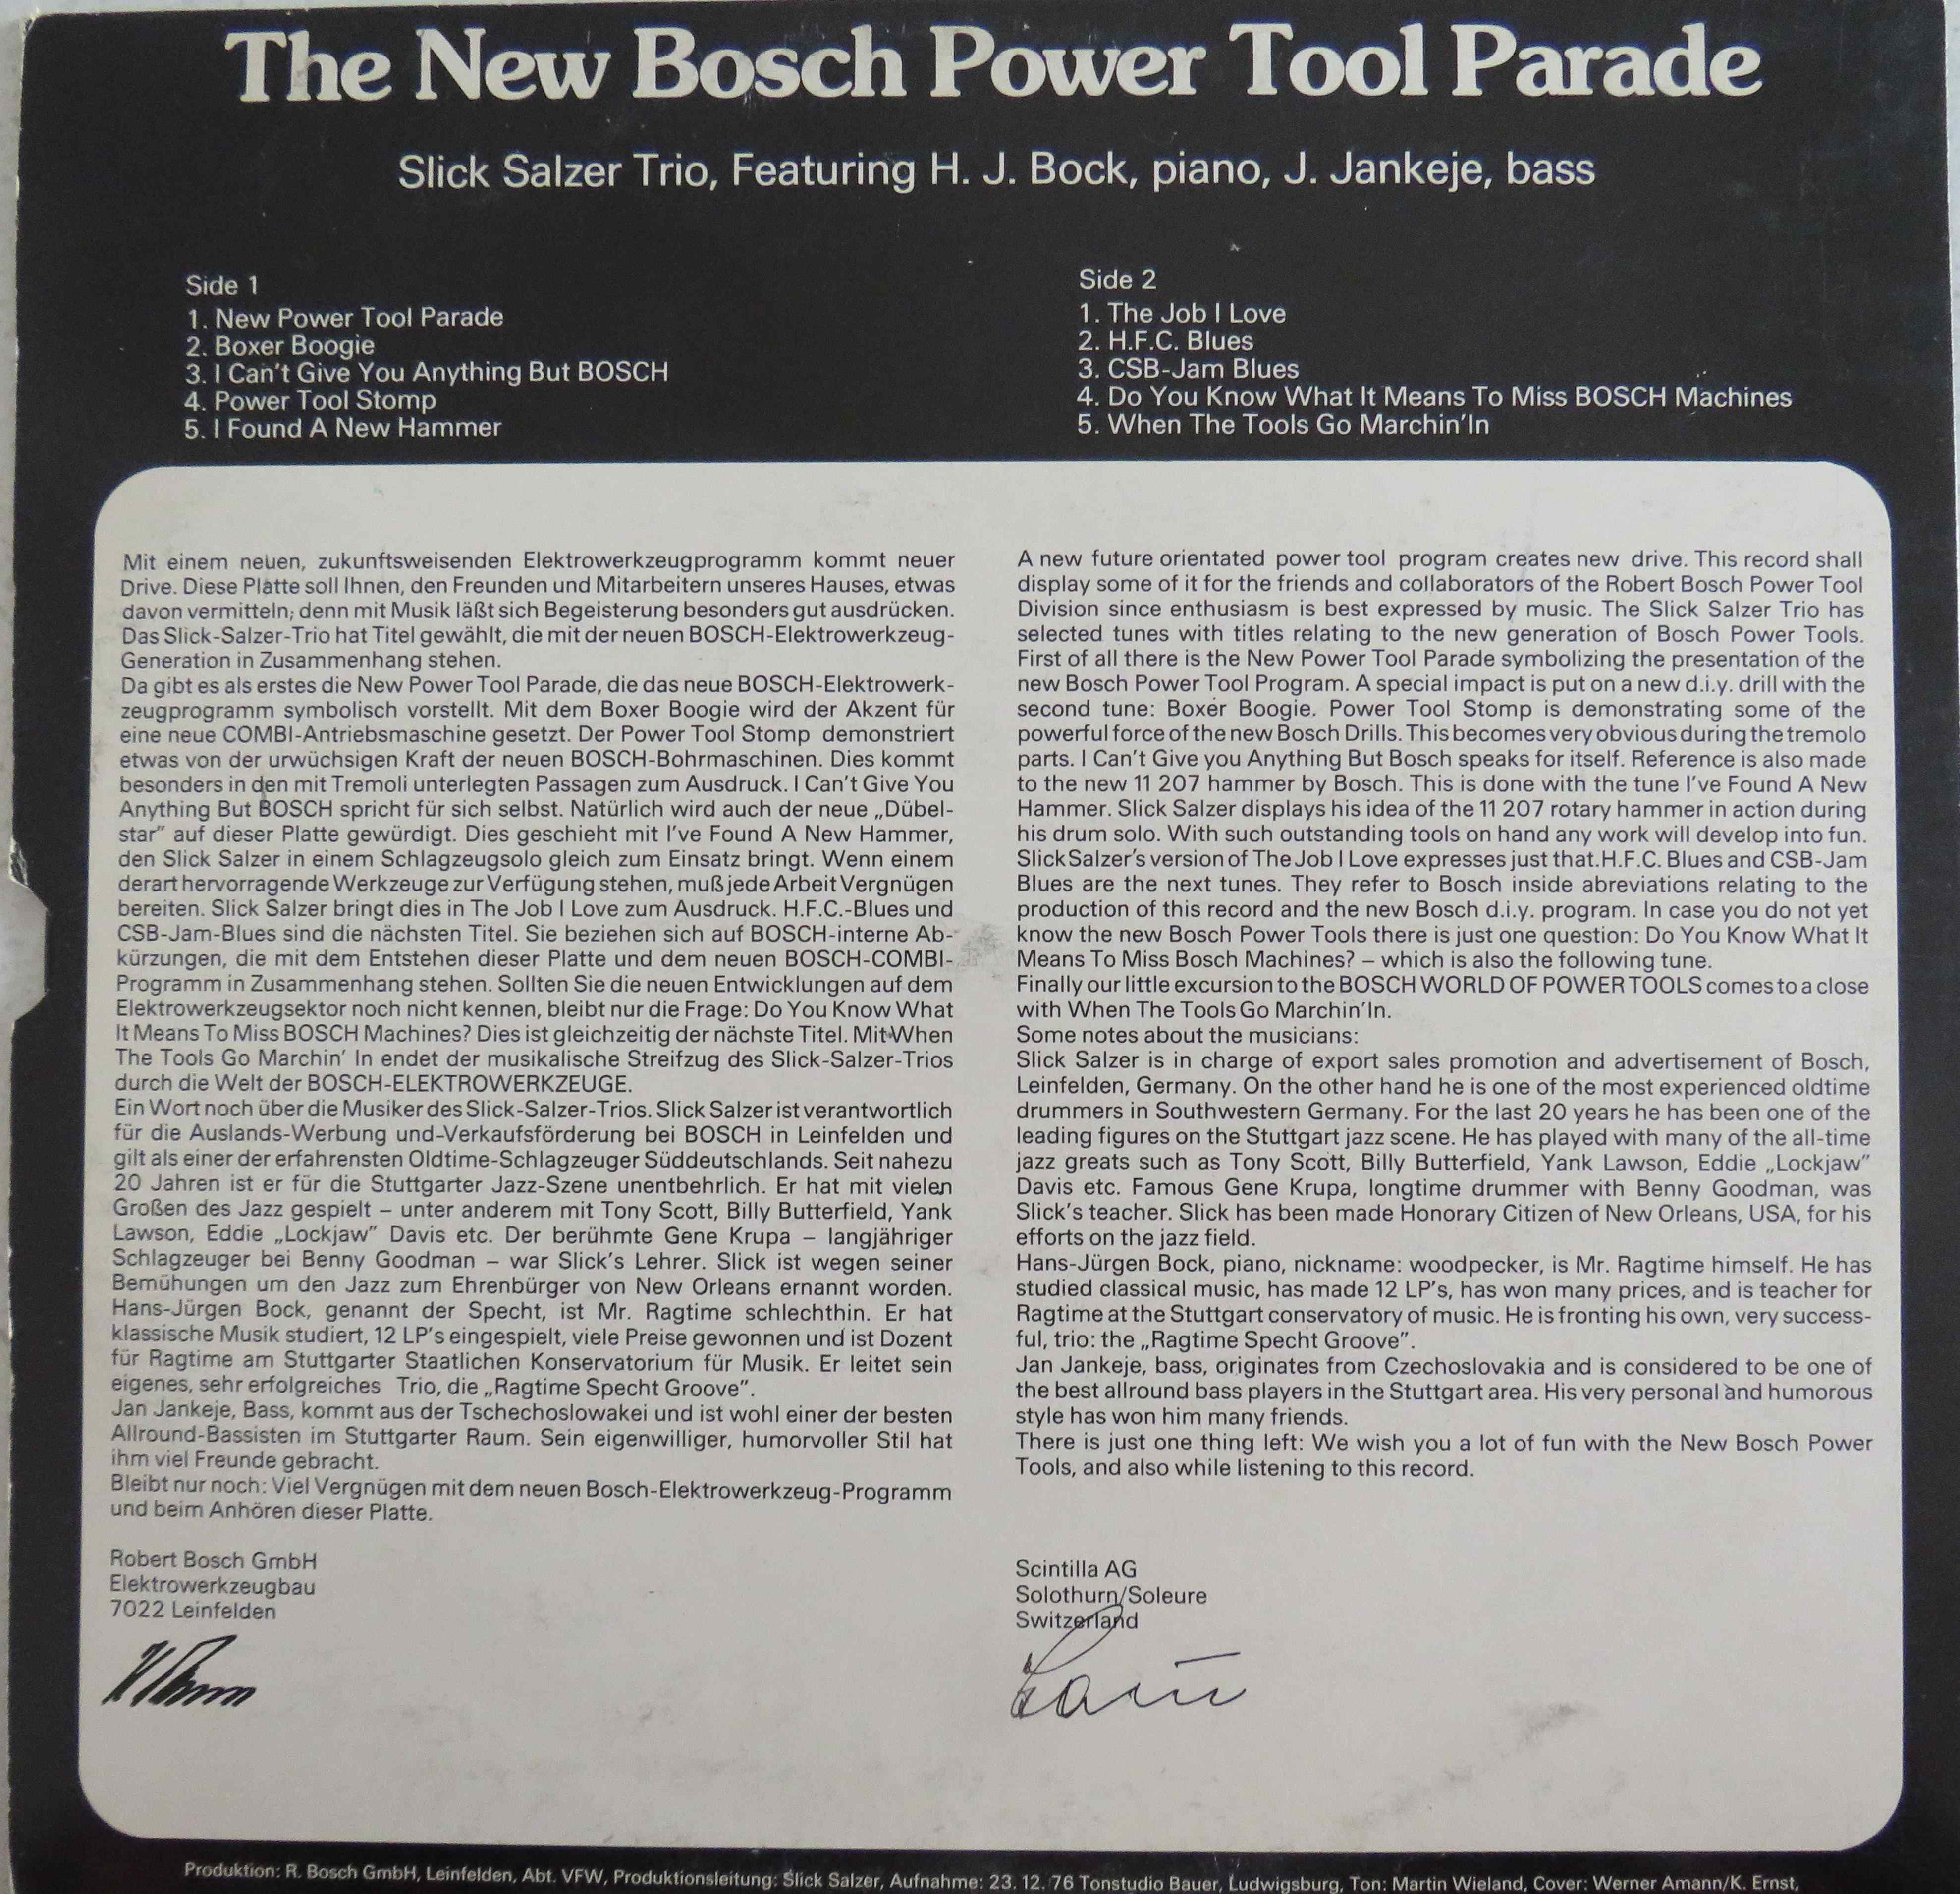 The New Bosch Power Tool Parade
Slick Salzer Trio, Featuring H. J. Bock, piano, J. Jankeje, bass
Side 1
1. New Power Tool Parade
2. Boxer Boogie
3. I Can't Give You Anything But BOSCH
4. Power Tool Stomp
5. I Found A New Hammer
Side 2
1. The Job I Love
2. H.F.C. Blues
3. CSB-Jam Blues
4. Do You Know What It Means To Miss BOSCH Machines
5. When The Tools Go Marchin'In
Mit einem neuen, zukunftsweisenden Elektrowerkzeugprogramm kommt neuer
Drive. Diese Platte soll Ihnen, den Freunden und Mitarbeitern unseres Hauses, etwas
davon vermitteln; denn mit Musik läßt sich Begeisterung besonders gut ausdrücken.
Das Slick-Salzer-Trio hat Titel gewählt, die mit der neuen BOSCH-Elektrowerkzeug-
Generation in Zusammenhang stehen.
Da gibt es als erstes die New Power Tool Parade, die das neue BOSCH-Elektrowerk-
zeugprogramm symbolisch vorstellt. Mit dem Boxer Boogie wird der Akzent für
eine neue COMBI-Antriebsmaschine gesetzt. Der Power Tool Stomp demonstriert
etwas von der urwüchsigen Kraft der neuen BOSCH-Bohrmaschinen. Dies kommt
besonders in den mit Tremoli unterlegten Passagen zum Ausdruck. I Can't Give You
Anything But BOSCH spricht für sich selbst. Natürlich wird auch der neue „Dübel-
star" auf dieser Platte gewürdigt. Dies geschieht mit I've Found A New Hammer,
den Slick Salzer in einem Schlagzeugsolo gleich zum Einsatz bringt. Wenn einem
derart hervorragende Werkzeuge zur Verfügung stehen, muß jede Arbeit Vergnügen
bereiten. Slick Salzer bringt dies in The Job I Love zum Ausdruck. H.F.C.-Blues und
CSB-Jam-Blues sind die nächsten Titel. Sie beziehen sich auf BOSCH-interne Ab-
kürzungen, die mit dem Entstehen dieser Platte und dem neuen BOSCH-COMBI-
Programm in Zusammenhang stehen. Sollten Sie die neuen Entwicklungen auf dem
Elektrowerkzeugsektor noch nicht kennen, bleibt nur die Frage: Do You Know What
It Means To Miss BOSCH Machines? Dies ist gleichzeitig der nächste Titel. Mit When
The Tools Go Marchin' In endet der musikalische Streifzug des Slick-Salzer-Trios
durch die Welt der BOSCH-ELEKTROWERKZEUGE.
Ein Wort noch über die Musiker des Slick-Salzer-Trios. Slick Salzer ist verantwortlich
für die Auslands-Werbung und-Verkaufsförderung bei BOSCH in Leinfelden und
gilt als einer der erfahrensten Oldtime-Schlagzeuger Süddeutschlands. Seit nahezu
20 Jahren ist er für die Stuttgarter Jazz-Szene unentbehrlich. Er hat mit vielen
Großen des Jazz gespielt – unter anderem mit Tony Scott, Billy Butterfield, Yank
Lawson, Eddie „Lockjaw" Davis etc. Der berühmte Gene Krupa – langjähriger
Schlagzeuger bei Benny Goodman – war Slick's Lehrer. Slick ist wegen seiner
Bemühungen um den Jazz zum Ehrenbürger von New Orleans ernannt worden.
Hans-Jürgen Bock, genannt der Specht, ist Mr. Ragtime schlechthin. Er hat
klassische Musik studiert, 12 LP's eingespielt, viele Preise gewonnen und ist Dozent
für Ragtime am Stuttgarter Staatlichen Konservatorium für Musik. Er leitet sein
eigenes, sehr erfolgreiches Trio, die „Ragtime Specht Groove".
Jan Jankeje, Bass, kommt aus der Tschechoslowakei und ist wohl einer der besten
Allround-Bassisten im Stuttgarter Raum. Sein eigenwilliger, humorvoller Stil hat
ihm viel Freunde gebracht.
Bleibt nur noch: Viel Vergnügen mit dem neuen Bosch-Elektrowerkzeug-Programm
und beim Anhören dieser Platte.
Robert Bosch GmbH
Elektrowerkzeugbau
7022 Leinfelden
A new future orientated power tool program creates new drive. This record shall
display some of it for the friends and collaborators of the Robert Bosch Power Tool
Division since enthusiasm is best expressed by music. The Slick Salzer Trio has
selected tunes with titles relating to the new generation of Bosch Power Tools.
First of all there is the New Power Tool Parade symbolizing the presentation of the
new Bosch Power Tool Program. A special impact is put on a new d.i.y. drill with the
second tune: Boxer Boogie. Power Tool Stomp is demonstrating some of the
powerful force of the new Bosch Drills. This becomes very obvious during the tremolo
parts. I Can't Give you Anything But Bosch speaks for itself. Reference is also made
to the new 11 207 hammer by Bosch. This is done with the tune I've Found A New
Hammer. Slick Salzer displays his idea of the 11 207 rotary hammer in action during
his drum solo. With such outstanding tools on hand any work will develop into fun.
Slick Salzer's version of The Job I Love expresses just that. H.F.C. Blues and CSB-Jam
Blues are the next tunes. They refer to Bosch inside abreviations relating to the
production of this record and the new Bosch d.i.y. program. In case you do not yet
know the new Bosch Power Tools there is just one question: Do You Know What It
Means To Miss Bosch Machines? – which is also the following tune.
Finally our little excursion to the BOSCH WORLD OF POWER TOOLS comes to a close
with When The Tools Go Marchin'In.
Some notes about the musicians:
Slick Salzer is in charge of export sales promotion and advertisement of Bosch,
Leinfelden, Germany. On the other hand he is one of the most experienced oldtime
drummers in Southwestern Germany. For the last 20 years he has been one of the
leading figures on the Stuttgart jazz scene. He has played with many of the all-time
jazz greats such as Tony Scott, Billy Butterfield, Yank Lawson, Eddie „Lockjaw"
Davis etc. Famous Gene Krupa, longtime drummer with Benny Goodman, was
Slick's teacher. Slick has been made Honorary Citizen of New Orleans, USA, for his
efforts on the jazz field.
Hans-Jürgen Bock, piano, nickname: woodpecker, is Mr. Ragtime himself. He has
studied classical music, has made 12 LP's, has won many prices, and is teacher for
Ragtime at the Stuttgart conservatory of music. He is fronting his own, very success-
ful, trio: the „Ragtime Specht Groove".
Jan Jankeje, bass, originates from Czechoslovakia and is considered to be one of
the best allround bass players in the Stuttgart area. His very personal and humorous
style has won him many friends.
There is just one thing left: We wish you a lot of fun with the New Bosch Power
Tools, and also while listening to this record.
Scintilla AG
Solothurn/Soleure
Switzerland
Produktion: R. Bosch GmbH, Leinfelden, Abt. VFW, Produktionsleitung: Slick Salzer, Aufnahme: 23. 12. 76 Tonstudio Bauer, Ludwigsburg, Ton: Martin Wieland, Cover: Werner Amann/K. Ernst,